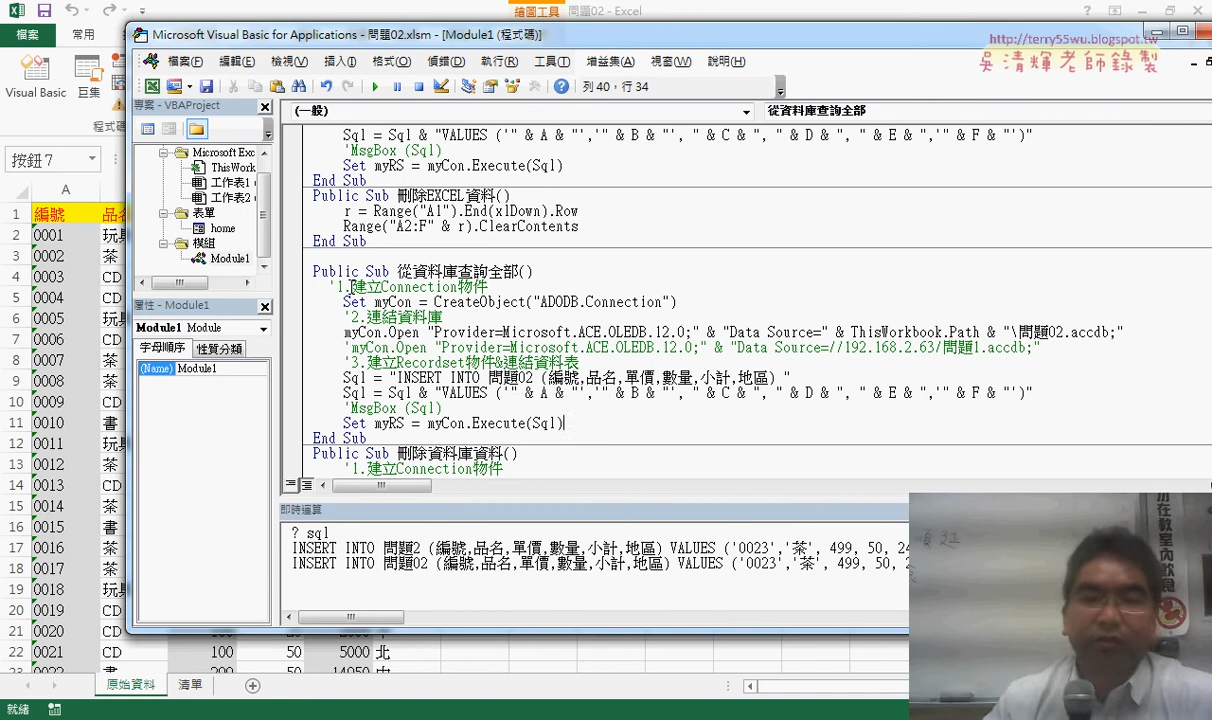 繪圖工具
問題02 - Excel
檔案
常用
Visual Basic
巨集
程式碼
按鈕7
Microsoft Visual Basic for Applications - 問題02.xlsm - [Module1 (程式碼)]
檔案(F) 編輯(E) 檢視(V) 插入(I) 格式(O) 偵錯(D) 執行(R) 工具(T) 增益集(A) 視窗(W) 說明(H)
http://terry55wu.blogspot.tw
吳清輝老師錄製
列 40，行 34
專案 - VBAProject
Microsoft Exc
ThisWork
工作表1
工作表2
表單
home
模組
Module1
屬性 - Module1
Module1 Module
字母順序 性質分類
(Name) Module1
(一般)
從資料庫查詢全部
Sql = Sql & "VALUES ('" & A & "','" & B & "', " & C & ", " & D & ", " & E & ",'" & F & "')"
'MsgBox (Sql)
Set myRS = myCon.Execute(Sql)
End Sub
Public Sub 刪除EXCEL資料()
r = Range("A1").End(xlDown).Row
Range("A2:F" & r).ClearContents
End Sub
Public Sub 從資料庫查詢全部()
'1.建立Connection物件
Set myCon = CreateObject("ADODB.Connection")
'2.連結資料庫
myCon.Open "Provider=Microsoft.ACE.OLEDB.12.0;" & "Data Source=" & ThisWorkbook.Path & "\問題02.accdb;"
'myCon.Open "Provider=Microsoft.ACE.OLEDB.12.0;" & "Data Source=//192.168.2.63/問題1.accdb;"
'3.建立Recordset物件&連結資料表
Sql = "INSERT INTO 問題02 (編號,品名,單價,數量,小計,地區) "
Sql = Sql & "VALUES ('" & A & "','" & B & "', " & C & ", " & D & ", " & E & ",'" & F & "')"
'MsgBox (Sql)
Set myRS = myCon.Execute(Sql)
End Sub
Public Sub 刪除資料庫資料()
'1.建立Connection物件
即時運算
? sql
INSERT INTO 問題2 (編號,品名,單價,數量,小計,地區) VALUES ('0023','茶', 499, 50, 24
INSERT INTO 問題02 (編號,品名,單價,數量,小計,地區) VALUES ('0023','茶', 499, 50, 2
A
1 編號 品名
2 0001 玩具
3 0002 茶
4 0003 CD
5 0004 CD
6 0005 玩具
7 0006 CD
8 0007 茶
9 0008 CD
10 0009 CD
11 0010 書
12 0011 玩具
13 0012 茶
14 0013 CD
15 0014 茶
16 0015 書
17 0016 茶
18 0017 茶
19 0018 玩具
20 0019 CD
21 0020 CD
22 0021 CD 100 50 5000 北
原始資料 清單
就緒